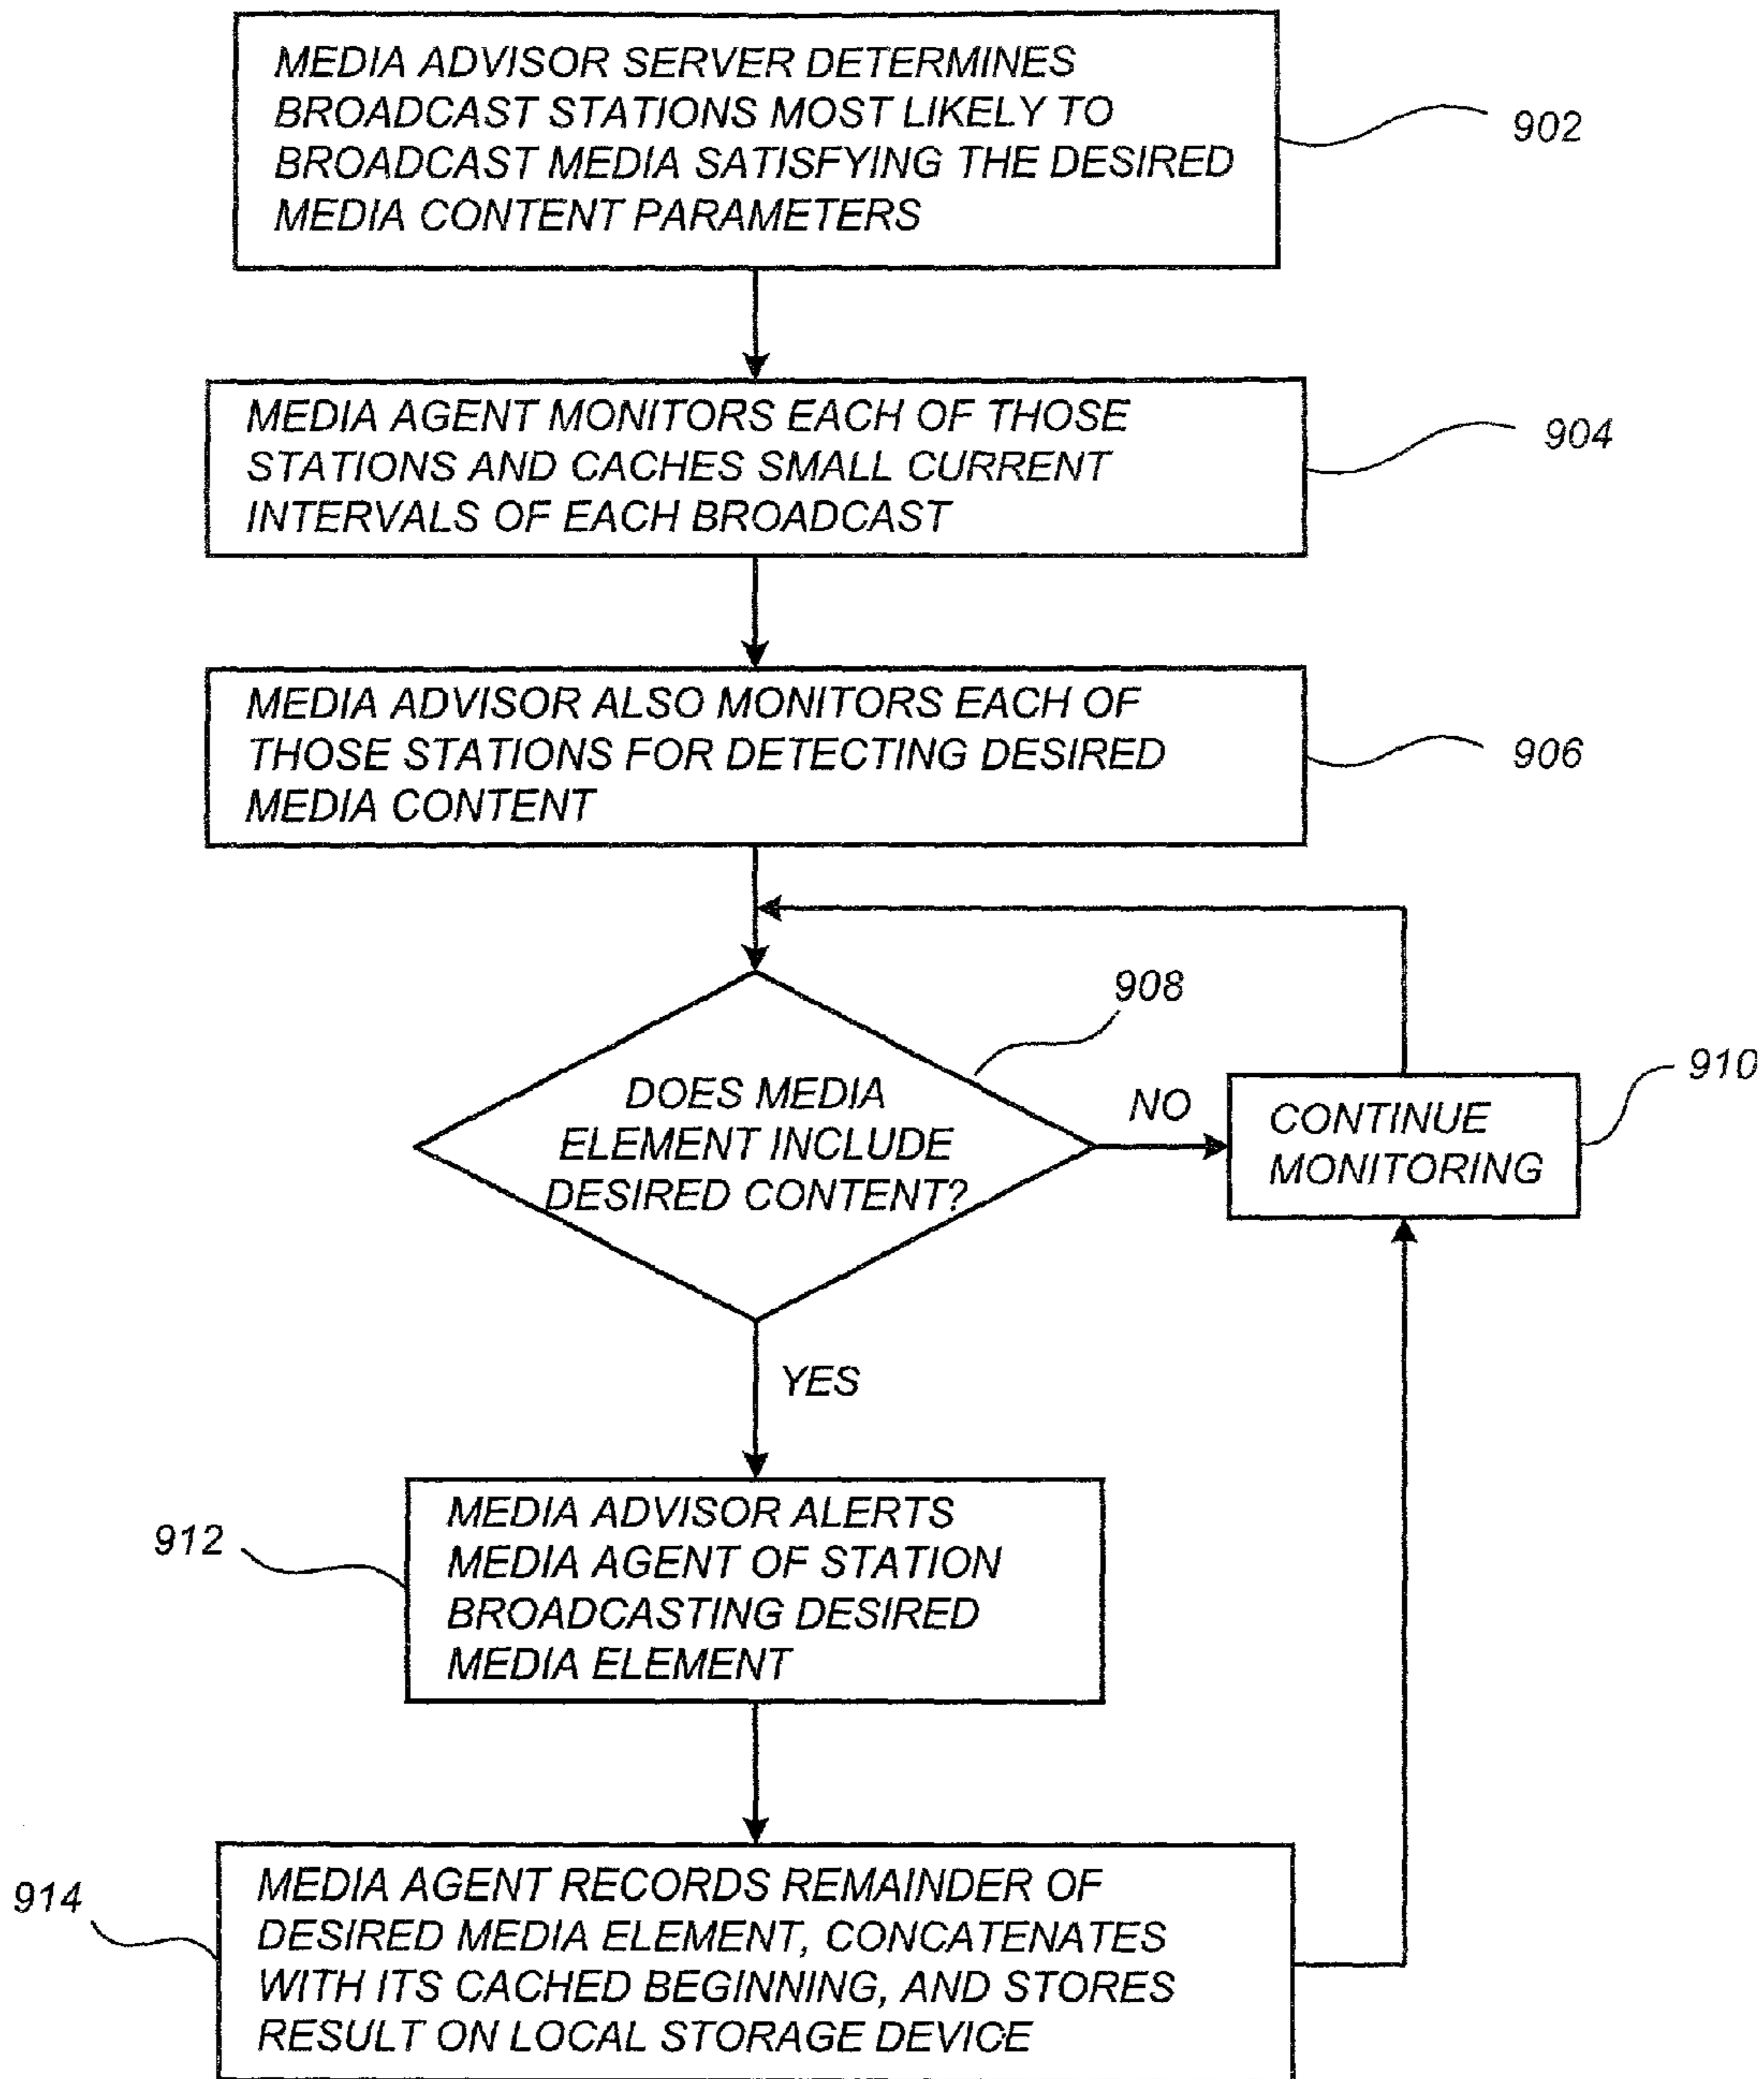 MEDIA ADVISOR SERVER DETERMINES
BROADCAST STATIONS MOST LIKELY TO
BROADCAST MEDIA SATISFYING THE DESIRED
MEDIA CONTENT PARAMETERS
902
MEDIA AGENT MONITORS EACH OF THOSE
STATIONS AND CACHES SMALL CURRENT
INTERVALS OF EACH BROADCAST
904
MEDIA ADVISOR ALSO MONITORS EACH OF
THOSE STATIONS FOR DETECTING DESIRED
MEDIA CONTENT
906
908
DOES MEDIA
ELEMENT INCLUDE
DESIRED CONTENT?
NO
CONTINUE
MONITORING
910
YES
912
MEDIA ADVISOR ALERTS
MEDIA AGENT OF STATION
BROADCASTING DESIRED
MEDIA ELEMENT
914
MEDIA AGENT RECORDS REMAINDER OF
DESIRED MEDIA ELEMENT, CONCATENATES
WITH ITS CACHED BEGINNING, AND STORES
RESULT ON LOCAL STORAGE DEVICE